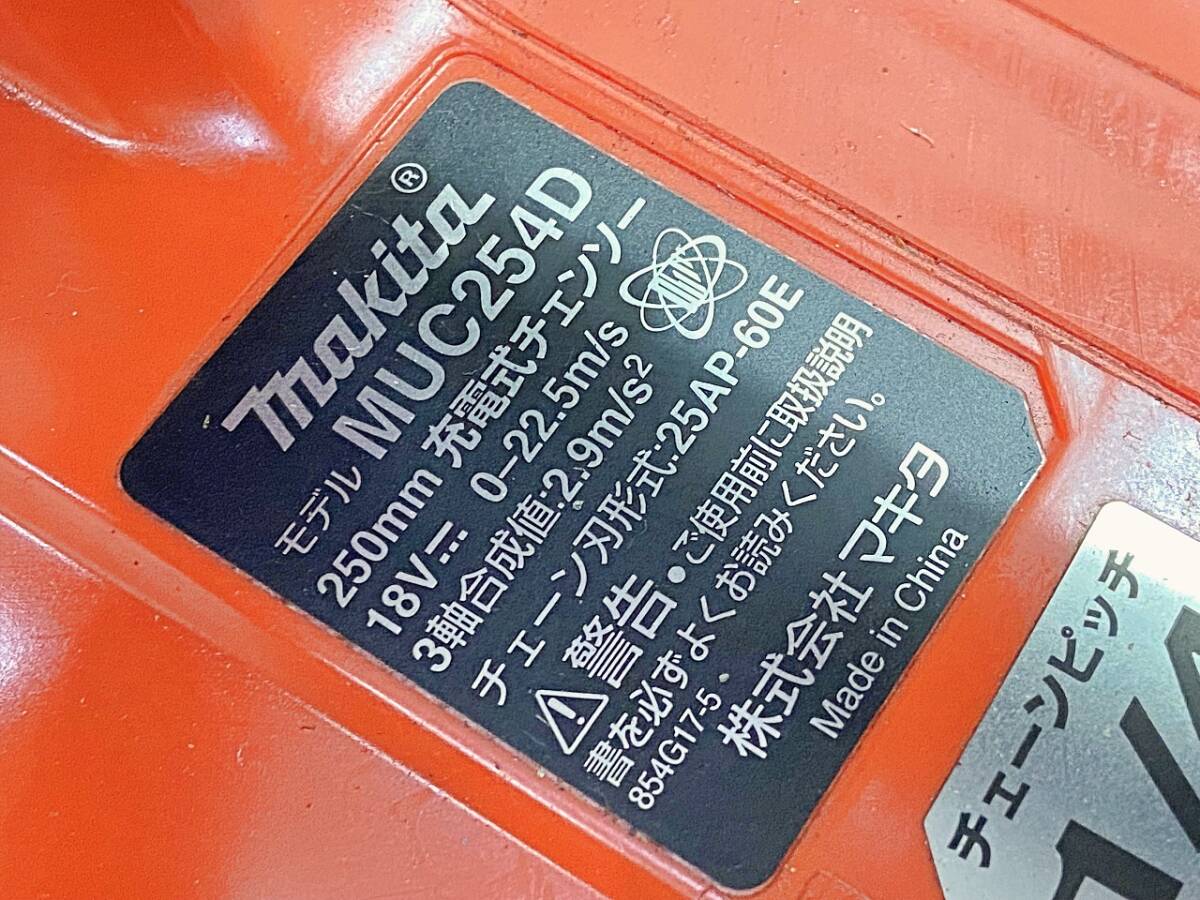 makita®
モデル MUC254D
250mm 充電式チェンソー
18V⎓ 0-22.5m/s
3軸合成値:2.9m/s²
チェーン刃形式:25AP-60E
警告 ・ご使用前に取扱説明
書を必ずよくお読みください。
854G17-5
株式会社 マキタ
Made in China
チェーンピッチ
1/4